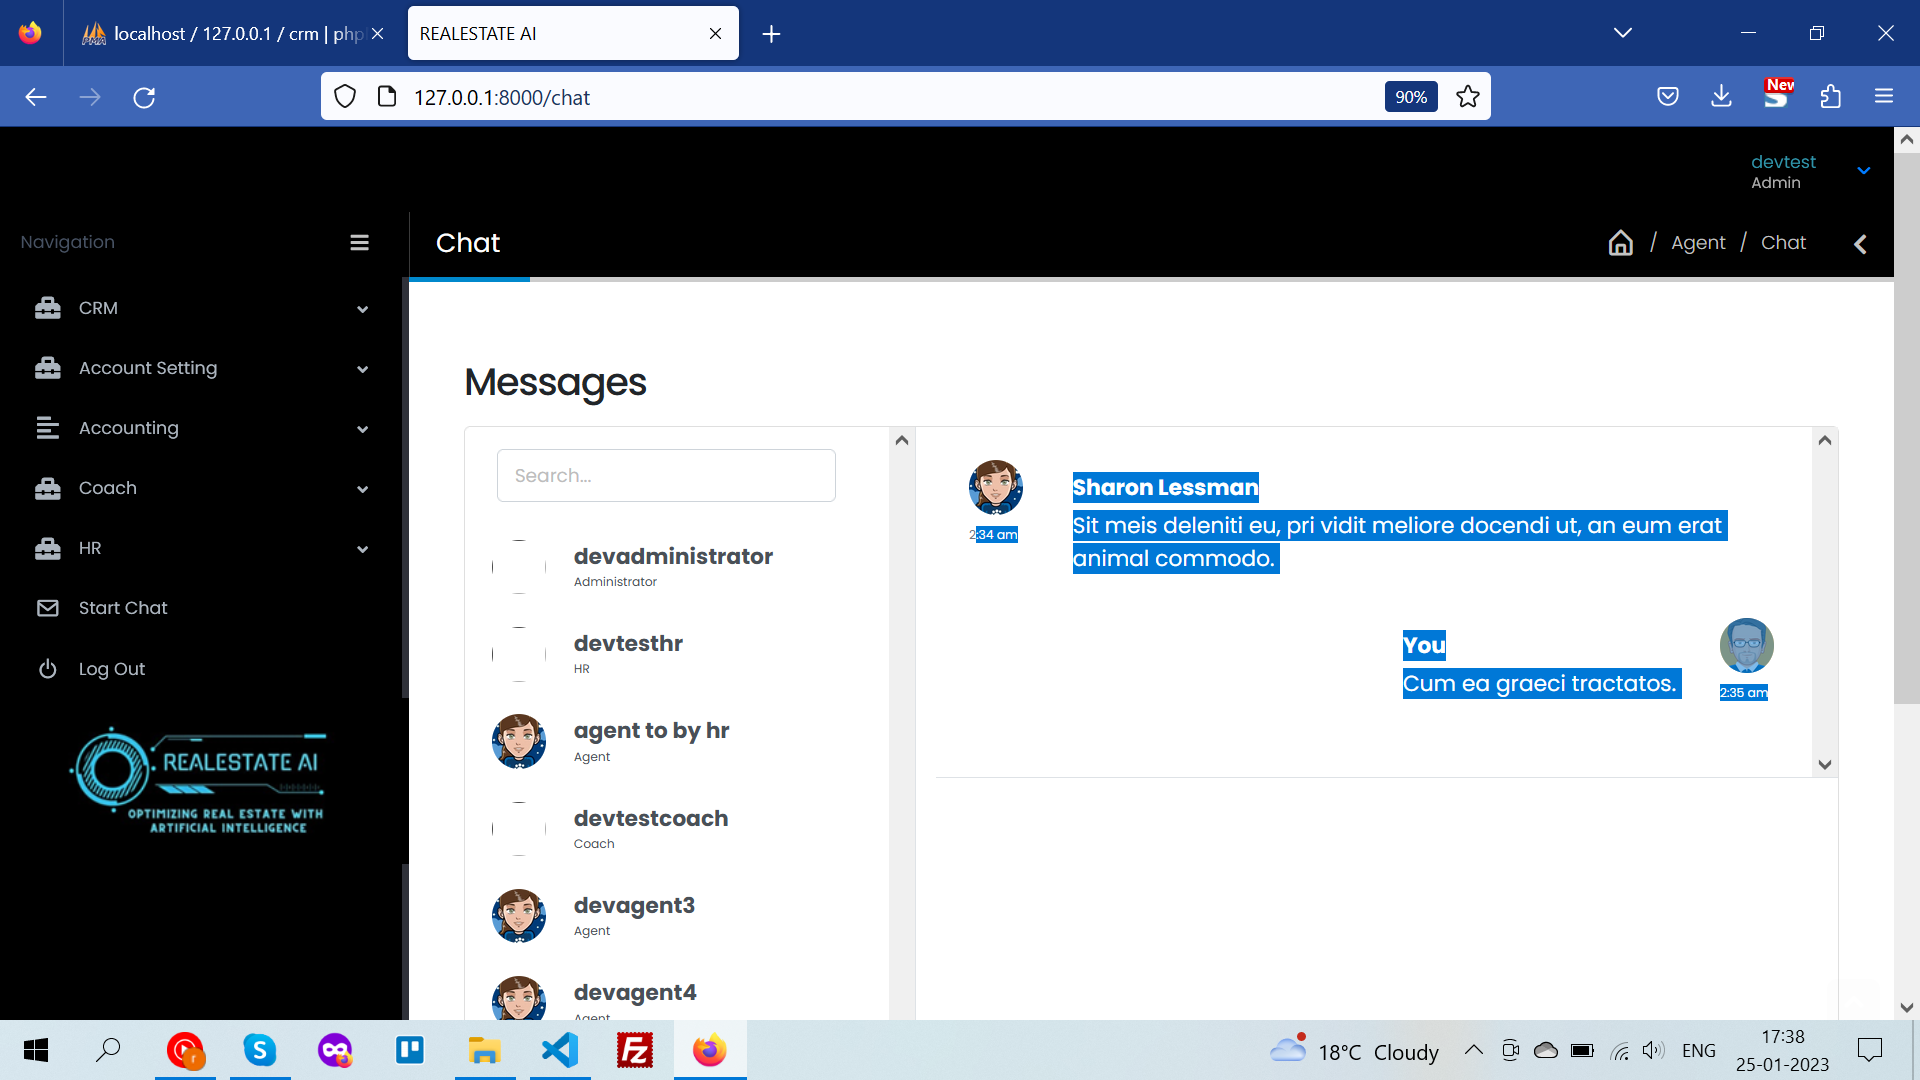 localhost / 127.0.0.1 / crm | php
REALESTATE AI
127.0.0.1:8000/chat
90%
New
devtest
Admin
Navigation
Chat
/ Agent / Chat
CRM
Account Setting
Accounting
Coach
HR
Start Chat
Log Out
REALESTATE AI
OPTIMIZING REAL ESTATE WITH
ARTIFICIAL INTELLIGENCE
Messages
Search...
devadministrator
Administrator
devtesthr
HR
agent to by hr
Agent
devtestcoach
Coach
devagent3
Agent
devagent4
Agent
Sharon Lessman
2:34 am
Sit meis deleniti eu, pri vidit meliore docendi ut, an eum erat
animal commodo.
You
Cum ea graeci tractatos.
2:35 am
18°C Cloudy
ENG
17:38
25-01-2023